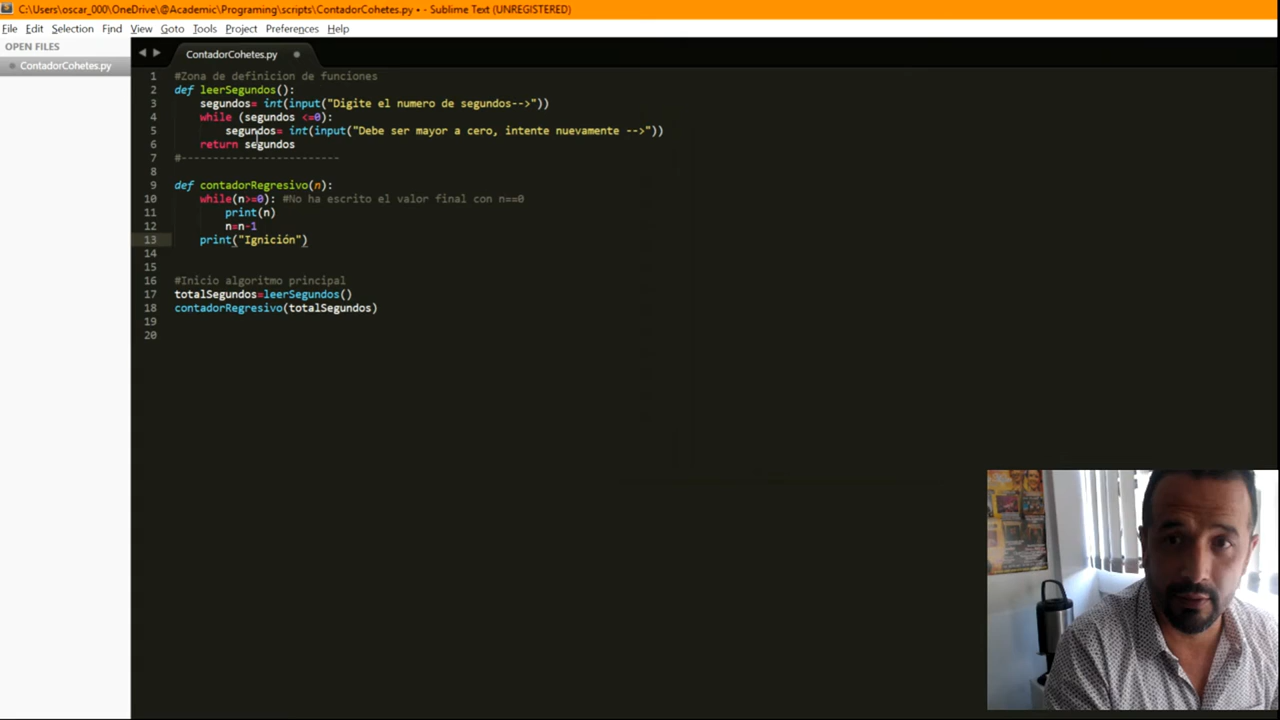 C:\Users\oscar_000\OneDrive\@Academic\Programing\scripts\ContadorCohetes.py • - Sublime Text (UNREGISTERED)
File Edit Selection Find View Goto Tools Project Preferences Help
OPEN FILES
ContadorCohetes.py
ContadorCohetes.py
1 #Zona de definicion de funciones
2 def leerSegundos():
3 segundos= int(input("Digite el numero de segundos-->"))
4 while (segundos <=0):
5 segundos= int(input("Debe ser mayor a cero, intente nuevamente -->"))
6 return segundos
7 #-------------------------
8
9 def contadorRegresivo(n):
10 while(n>=0): #No ha escrito el valor final con n==0
11 print(n)
12 n=n-1
13 print("Ignición")
14
15
16 #Inicio algoritmo principal
17 totalSegundos=leerSegundos()
18 contadorRegresivo(totalSegundos)
19
20